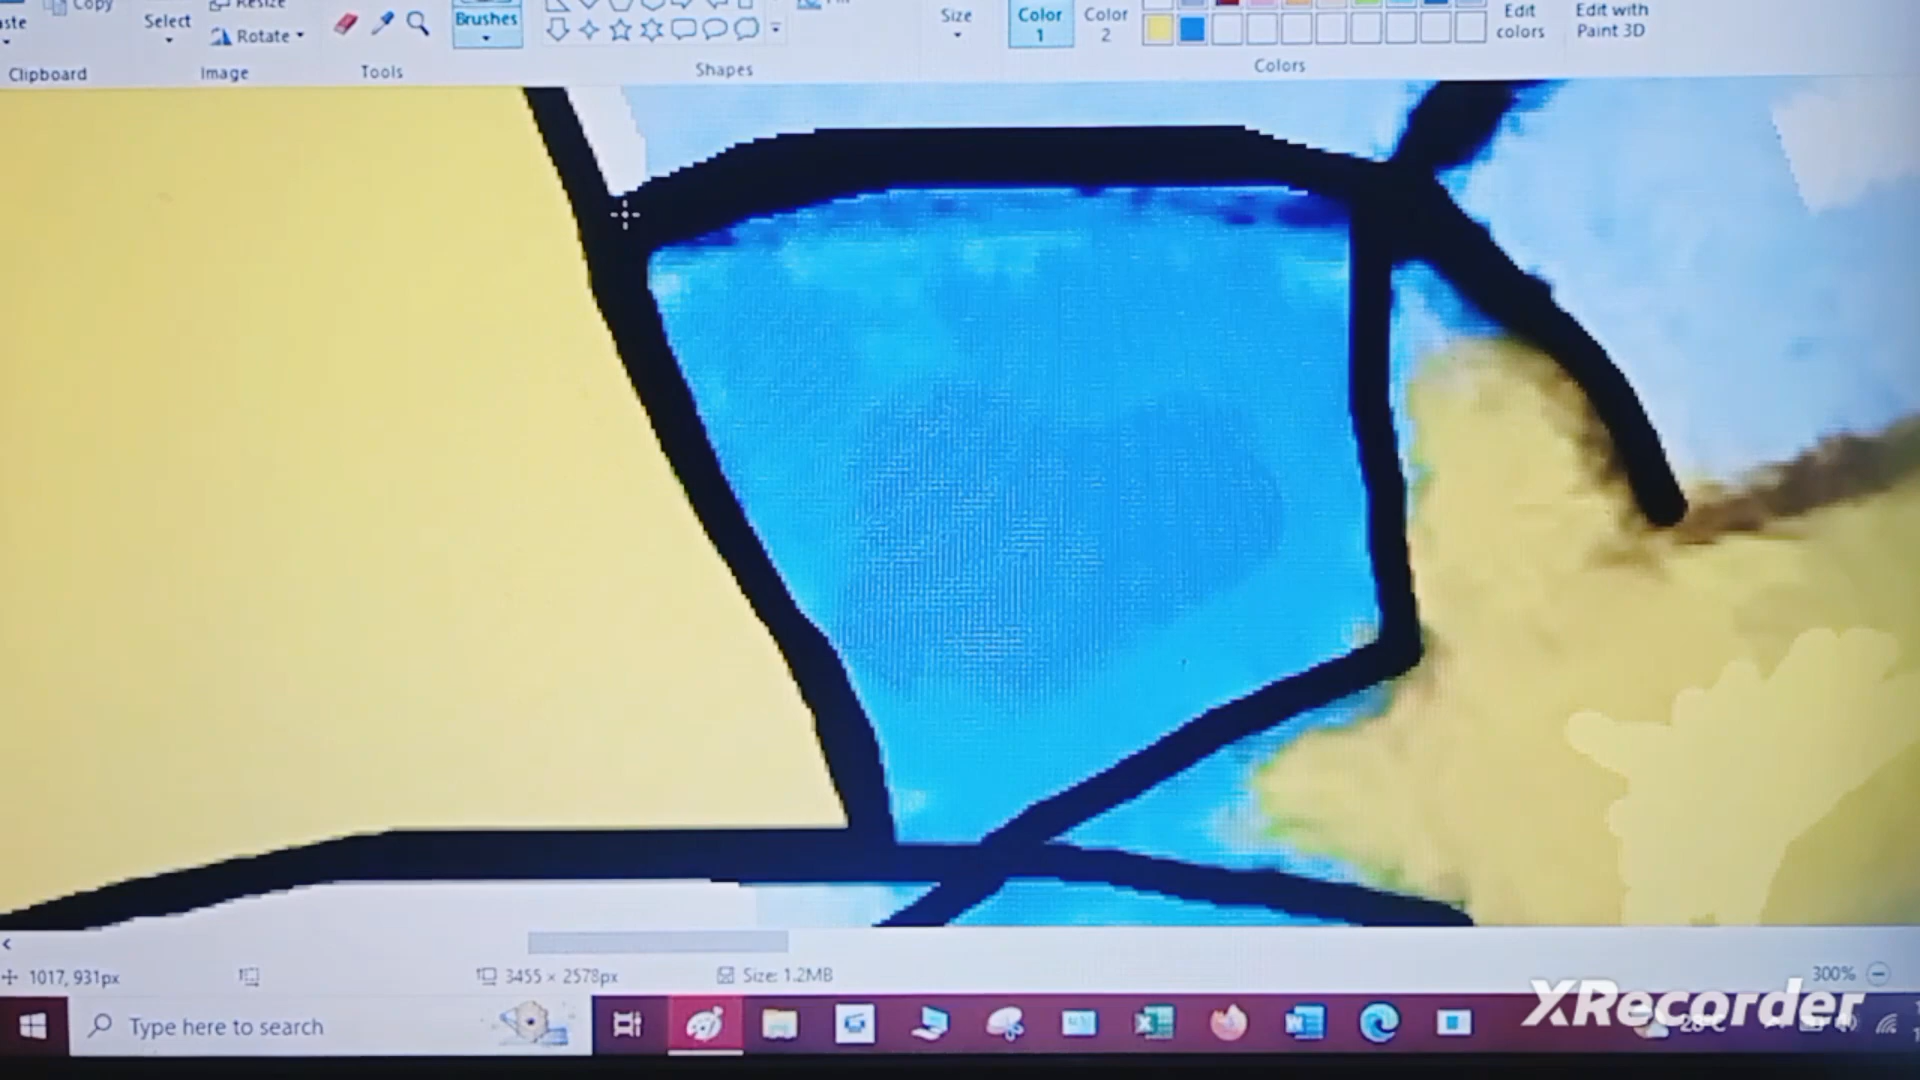 Copy
Resize
Select
Rotate
Brushes
Size
Color 1
Color 2
Edit colors
Edit with Paint 3D
Clipboard
Image
Tools
Shapes
Colors
1017, 931px
3455 × 2578px
Size: 1.2MB
300%
Type here to search
XRecorder